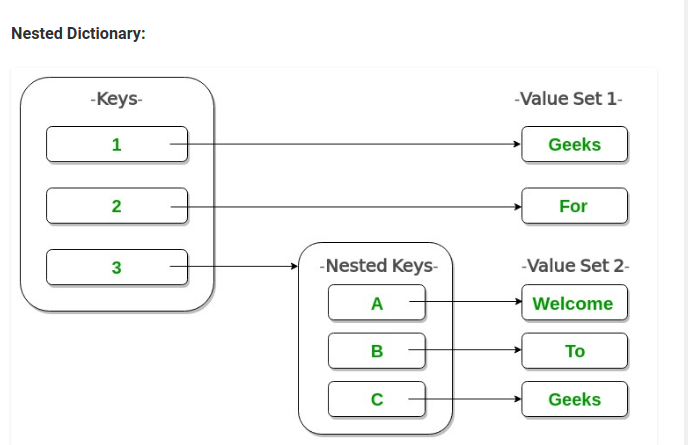 Nested Dictionary:
-Keys-
-Value Set 1-
1
Geeks
2
For
3
-Nested Keys-
-Value Set 2-
A
Welcome
B
To
C
Geeks